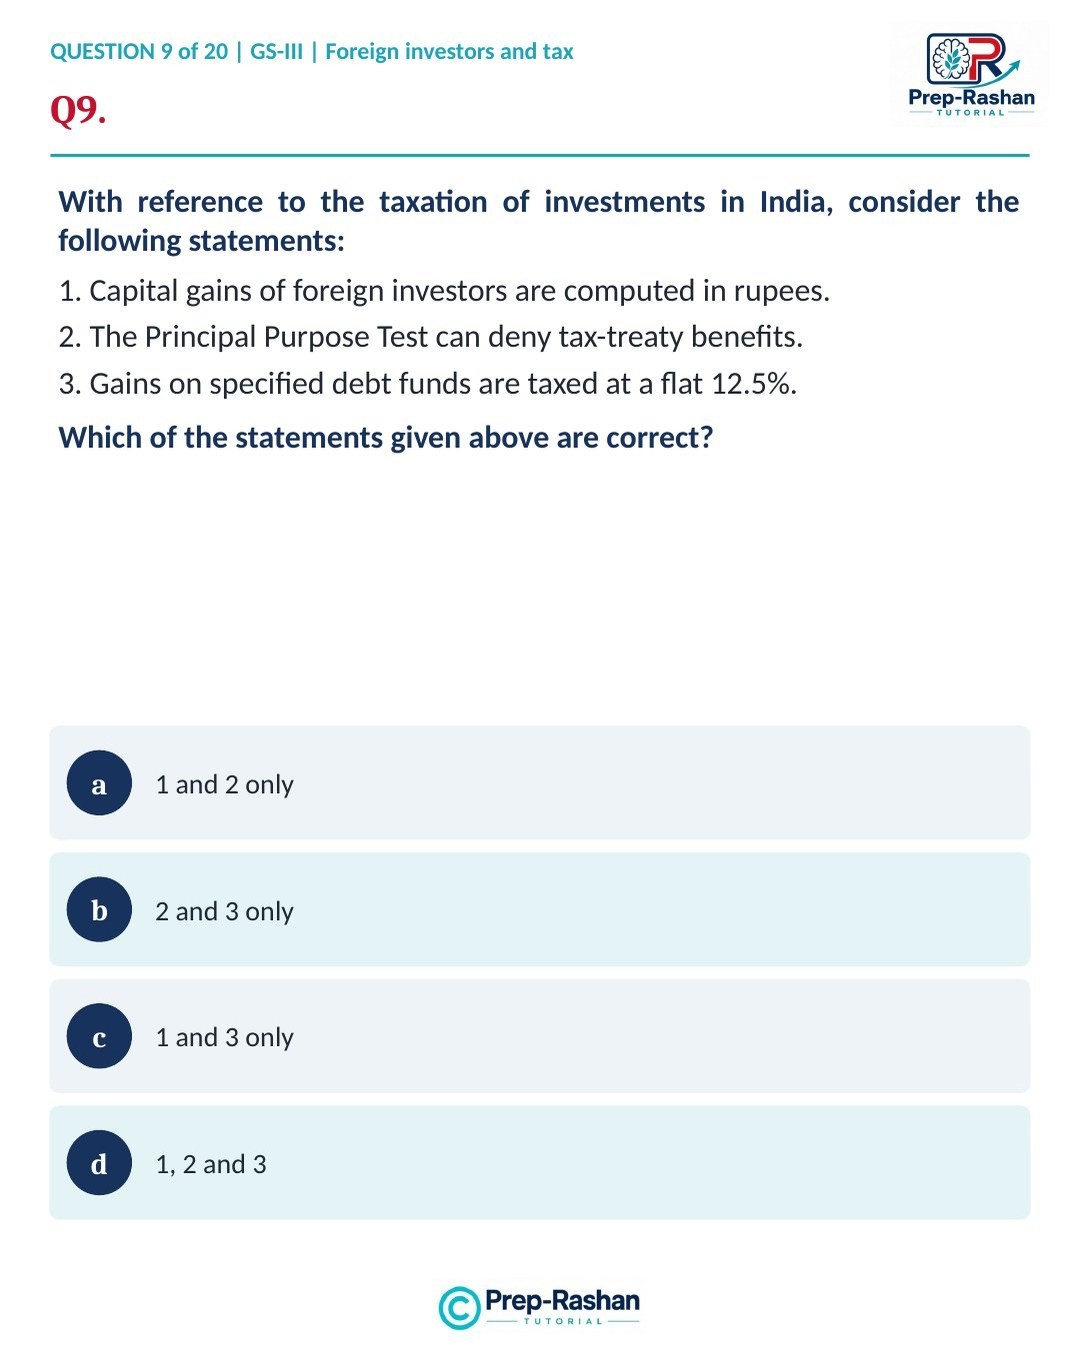 QUESTION 9 of 20 | GS-III | Foreign investors and tax
Prep-Rashan
TUTORIAL
Q9.
With reference to the taxation of investments in India, consider the
following statements:
1. Capital gains of foreign investors are computed in rupees.
2. The Principal Purpose Test can deny tax-treaty benefits.
3. Gains on specified debt funds are taxed at a flat 12.5%.
Which of the statements given above are correct?
a 1 and 2 only
b 2 and 3 only
c 1 and 3 only
d 1, 2 and 3
© Prep-Rashan
TUTORIAL